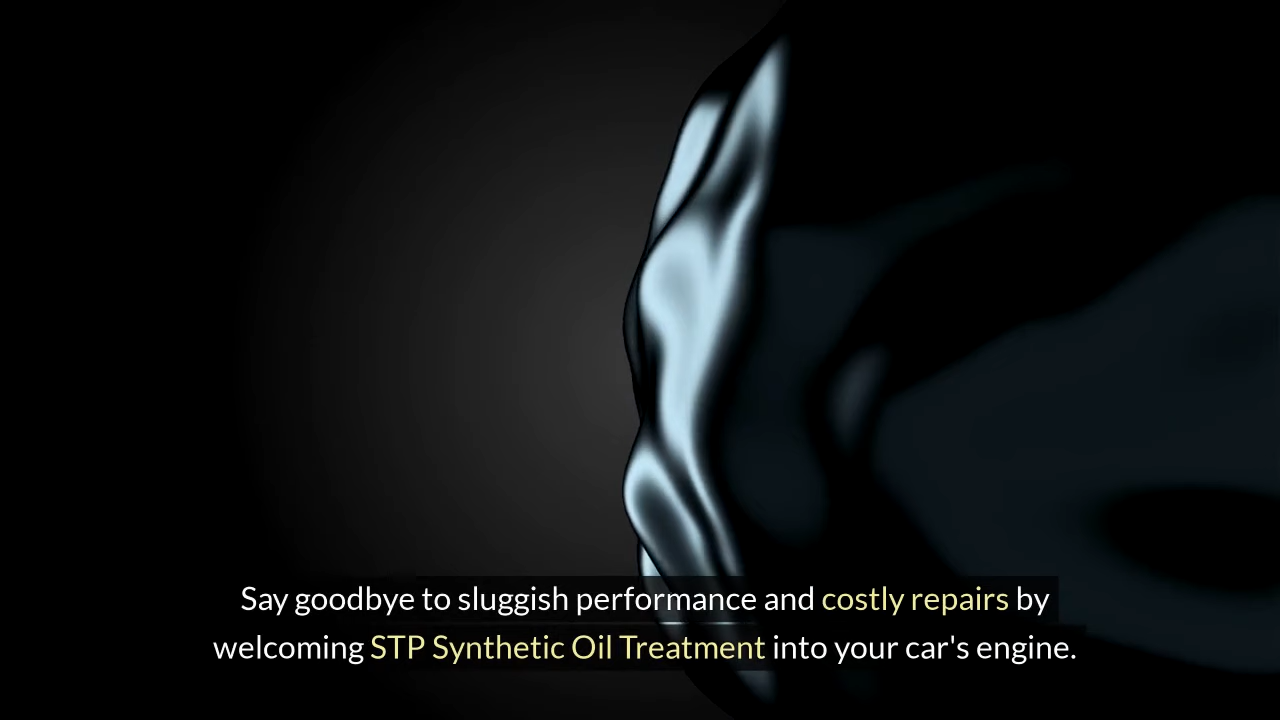 Say goodbye to sluggish performance and costly repairs by
welcoming STP Synthetic Oil Treatment into your car's engine.